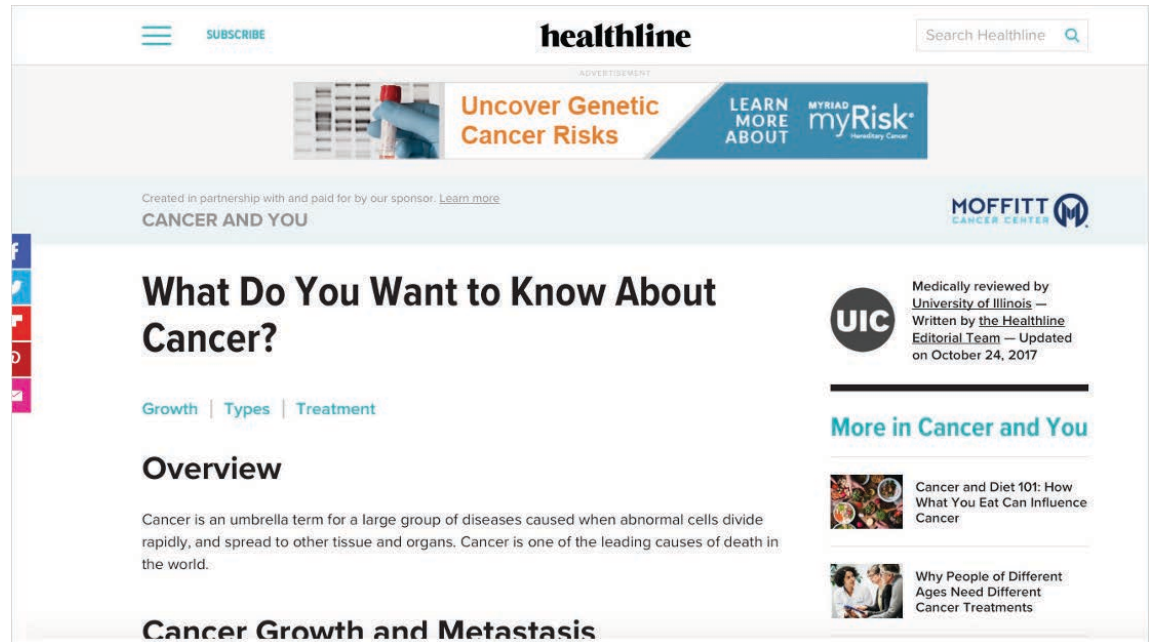 SUBSCRIBE
healthline
Search Healthline
ADVERTISEMENT
Uncover Genetic
Cancer Risks
LEARN
MORE
ABOUT
MYRIAD
myRisk
Hereditary Cancer
Created in partnership with and paid for by our sponsor. Learn more
CANCER AND YOU
MOFFITT
CANCER CENTER
M
What Do You Want to Know About
Cancer?
Growth | Types | Treatment
Overview
Cancer is an umbrella term for a large group of diseases caused when abnormal cells divide
rapidly, and spread to other tissue and organs. Cancer is one of the leading causes of death in
the world.
Cancer Growth and Metastasis
UIC
Medically reviewed by
University of Illinois —
Written by the Healthline
Editorial Team — Updated
on October 24, 2017
More in Cancer and You
Cancer and Diet 101: How
What You Eat Can Influence
Cancer
Why People of Different
Ages Need Different
Cancer Treatments